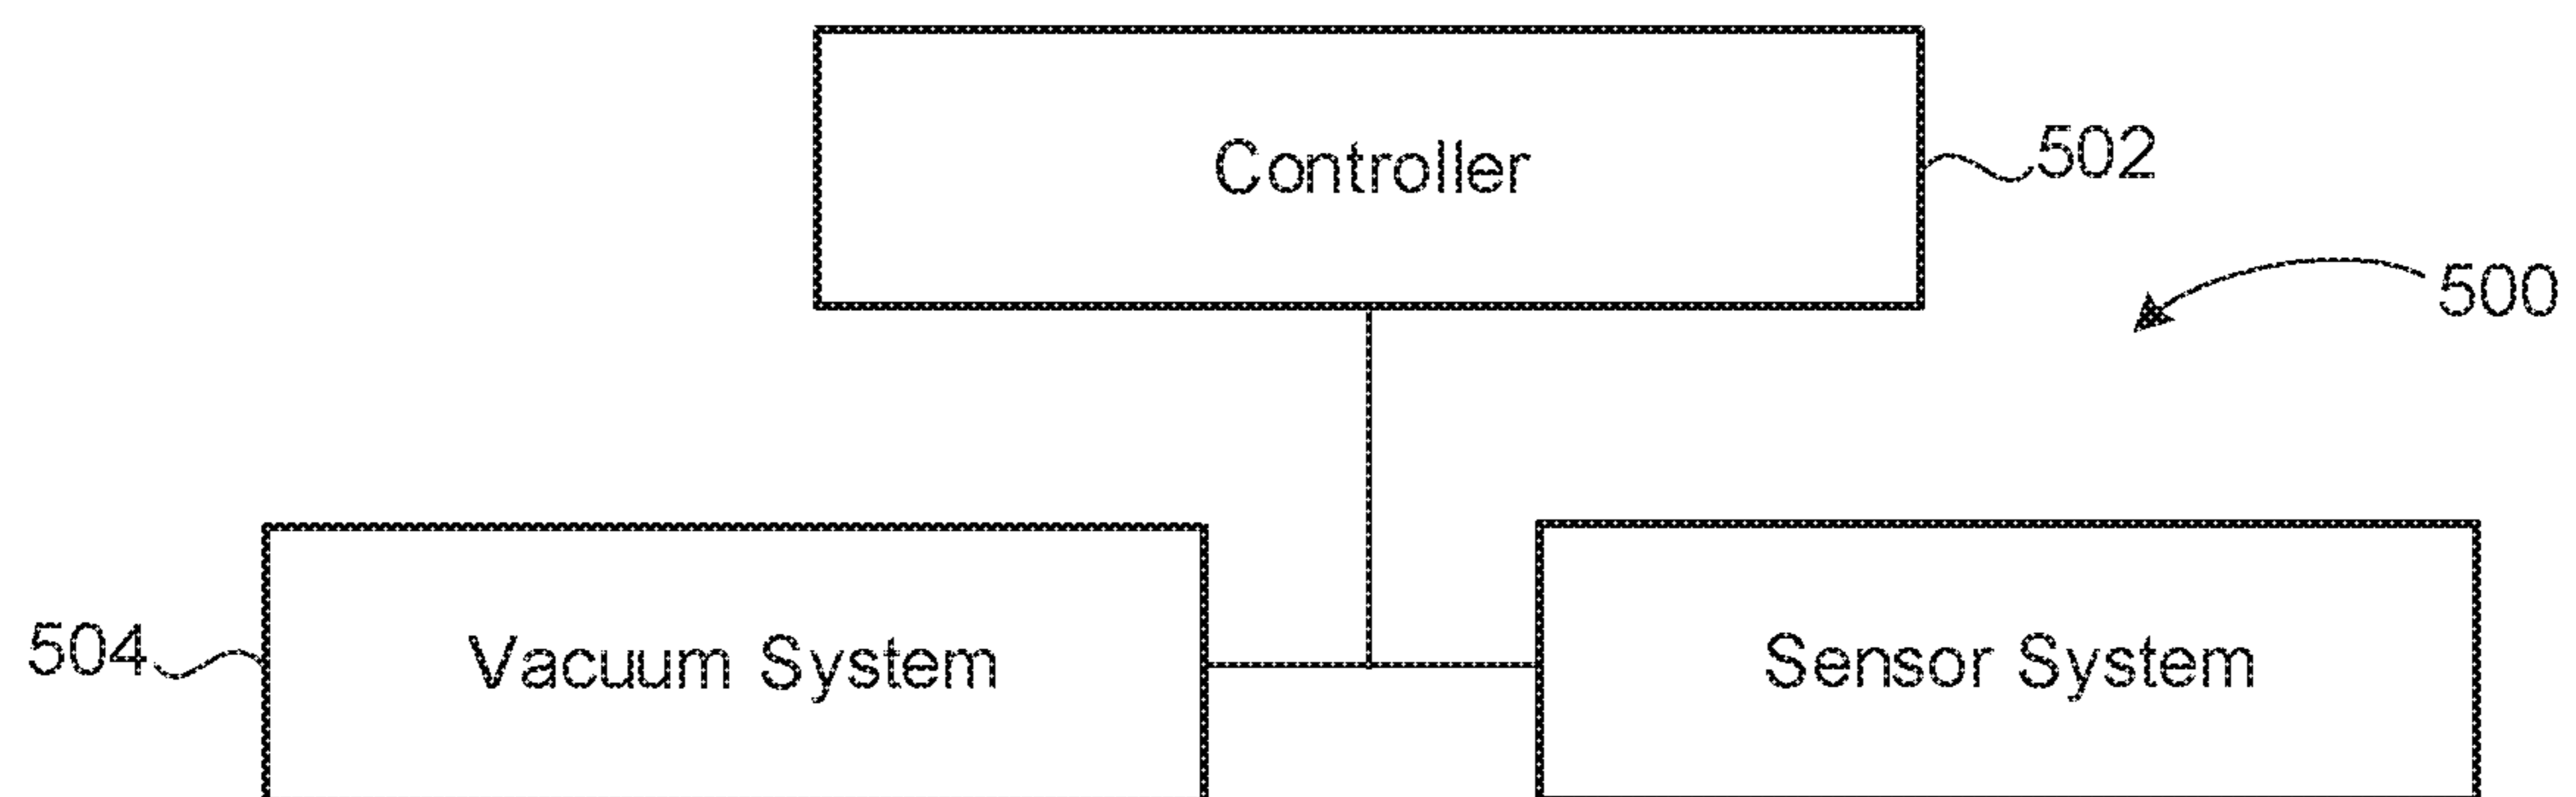 Controller
502
500
504
Vacuum System
Sensor System